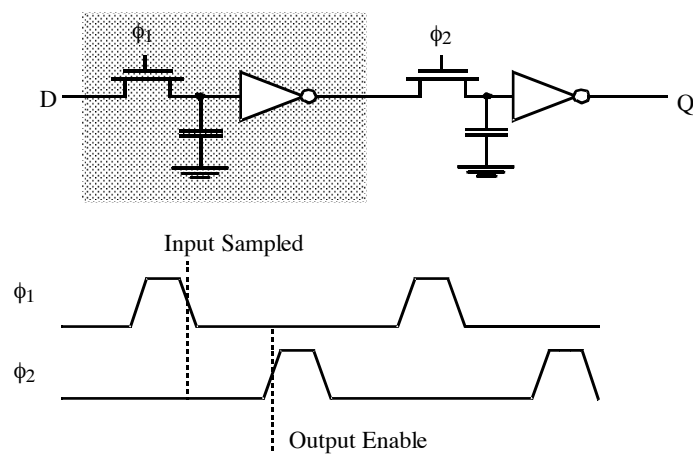 ϕ1
ϕ2
D
Q
Input Sampled
ϕ1
ϕ2
Output Enable